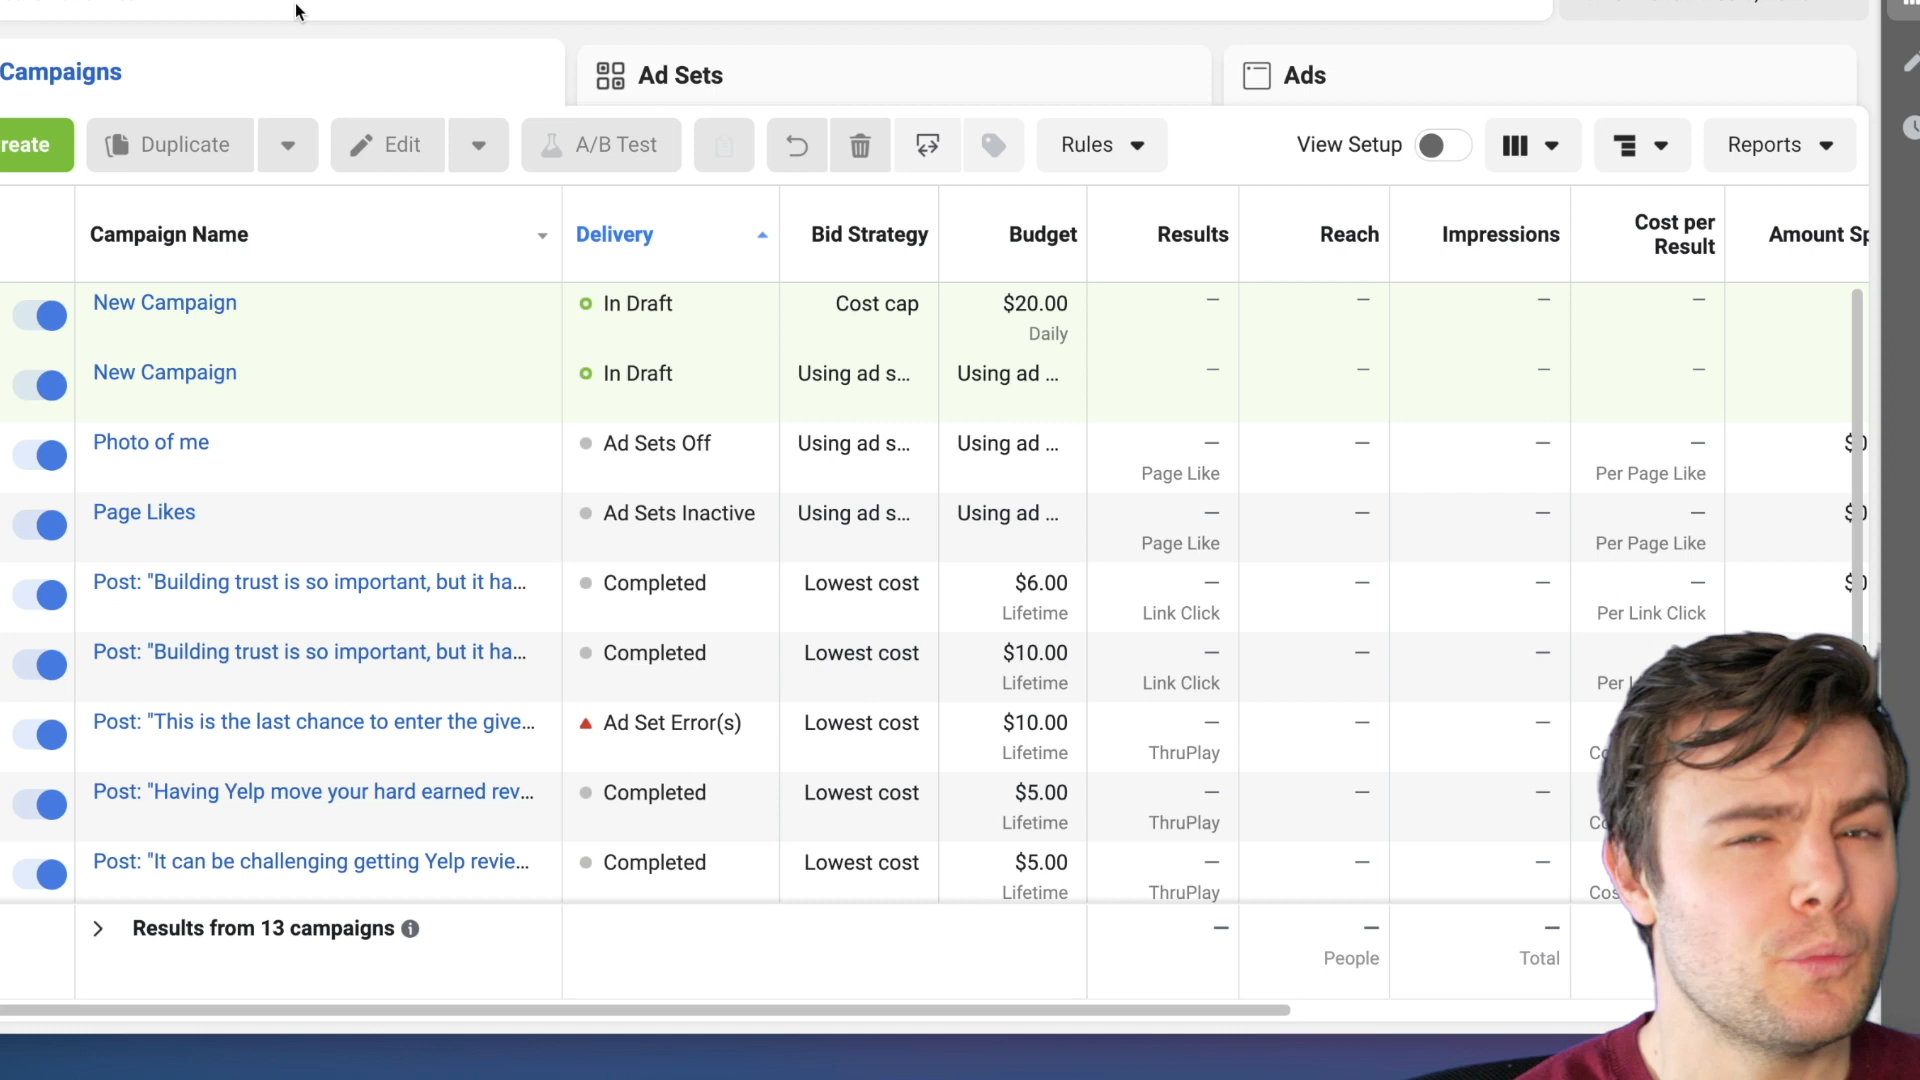 Campaigns
Ad Sets
Ads
reate
Duplicate
Edit
A/B Test
Rules
View Setup
Reports
Campaign Name
Delivery
Bid Strategy
Budget
Results
Reach
Impressions
Cost per
Result
Amount Sp
New Campaign
In Draft
Cost cap
$20.00
—
—
—
—
Daily
New Campaign
In Draft
Using ad s...
Using ad ...
—
—
—
—
Photo of me
Ad Sets Off
Using ad s...
Using ad ...
—
—
—
—
$0
Page Like
Per Page Like
Page Likes
Ad Sets Inactive
Using ad s...
Using ad ...
—
—
—
—
$0
Page Like
Per Page Like
Post: "Building trust is so important, but it ha...
Completed
Lowest cost
$6.00
—
—
—
—
$0
Lifetime
Link Click
Per Link Click
Post: "Building trust is so important, but it ha...
Completed
Lowest cost
$10.00
—
—
—
Lifetime
Link Click
Per
Post: "This is the last chance to enter the give...
Ad Set Error(s)
Lowest cost
$10.00
—
—
—
Lifetime
ThruPlay
Co
Post: "Having Yelp move your hard earned rev...
Completed
Lowest cost
$5.00
—
—
—
Lifetime
ThruPlay
Co
Post: "It can be challenging getting Yelp revie...
Completed
Lowest cost
$5.00
—
—
—
Lifetime
ThruPlay
Cos
Results from 13 campaigns
—
—
—
People
Total